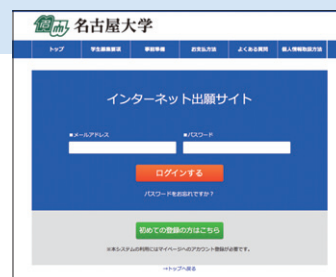 名古屋大学
トップ 学生募集要項 事前準備 お支払方法 よくある質問 個人情報取扱方法
インターネット出願サイト
■メールアドレス ■パスワード
ログインする
パスワードをお忘れですか？
初めての登録の方はこちら
※本システムの利用にはマイページへのアカウント登録が必要です。
→トップへ戻る